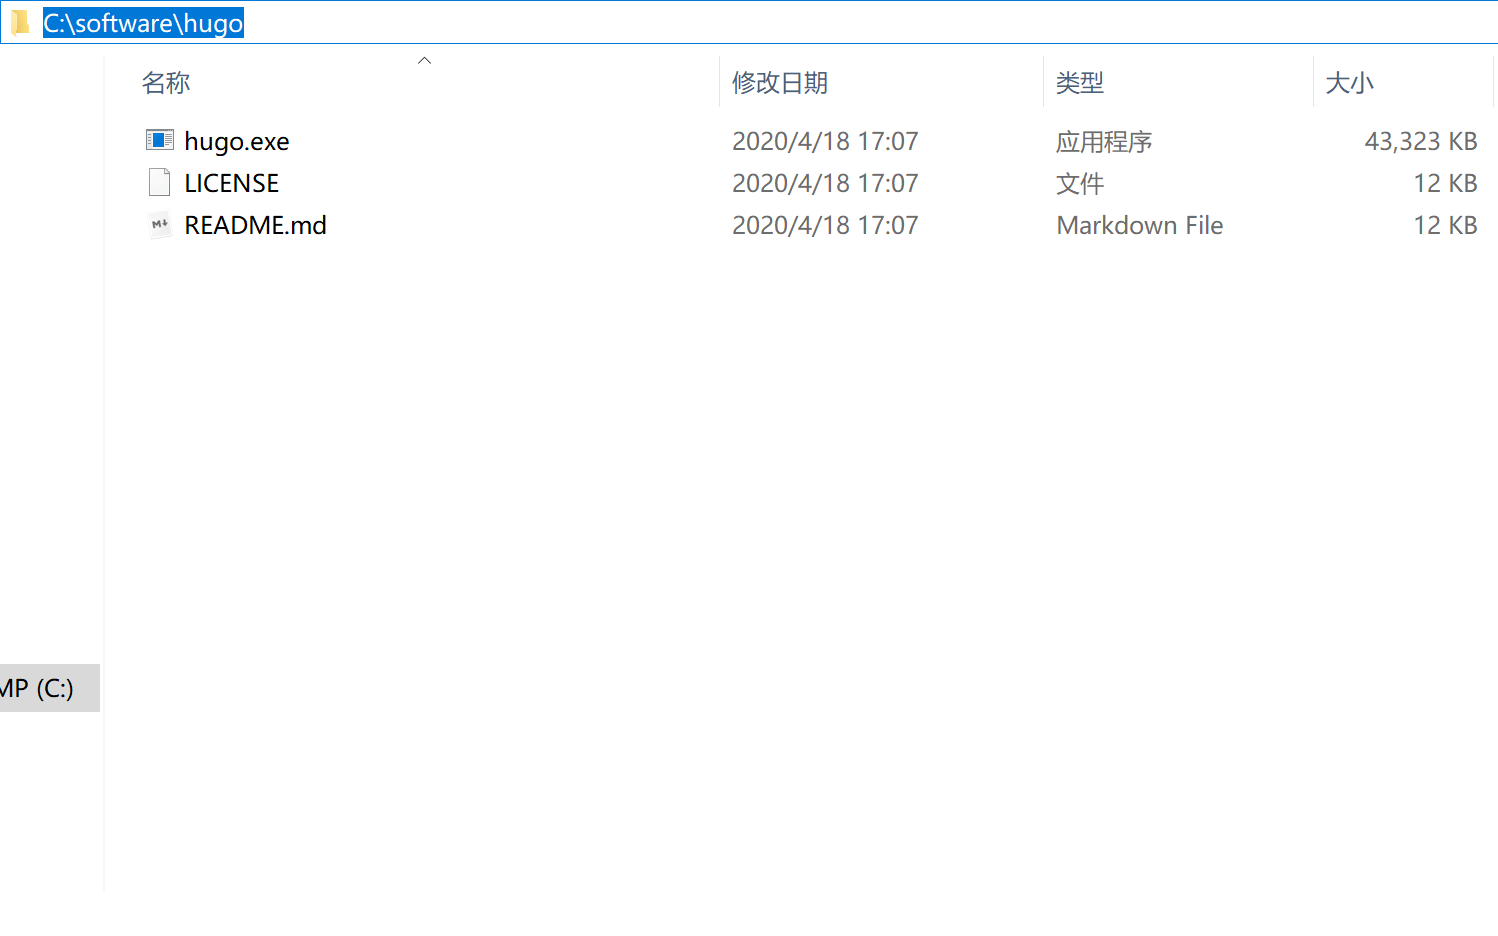 C:\software\hugo
名称 修改日期 类型 大小
hugo.exe 2020/4/18 17:07 应用程序 43,323 KB
LICENSE 2020/4/18 17:07 文件 12 KB
README.md 2020/4/18 17:07 Markdown File 12 KB
MP (C:)